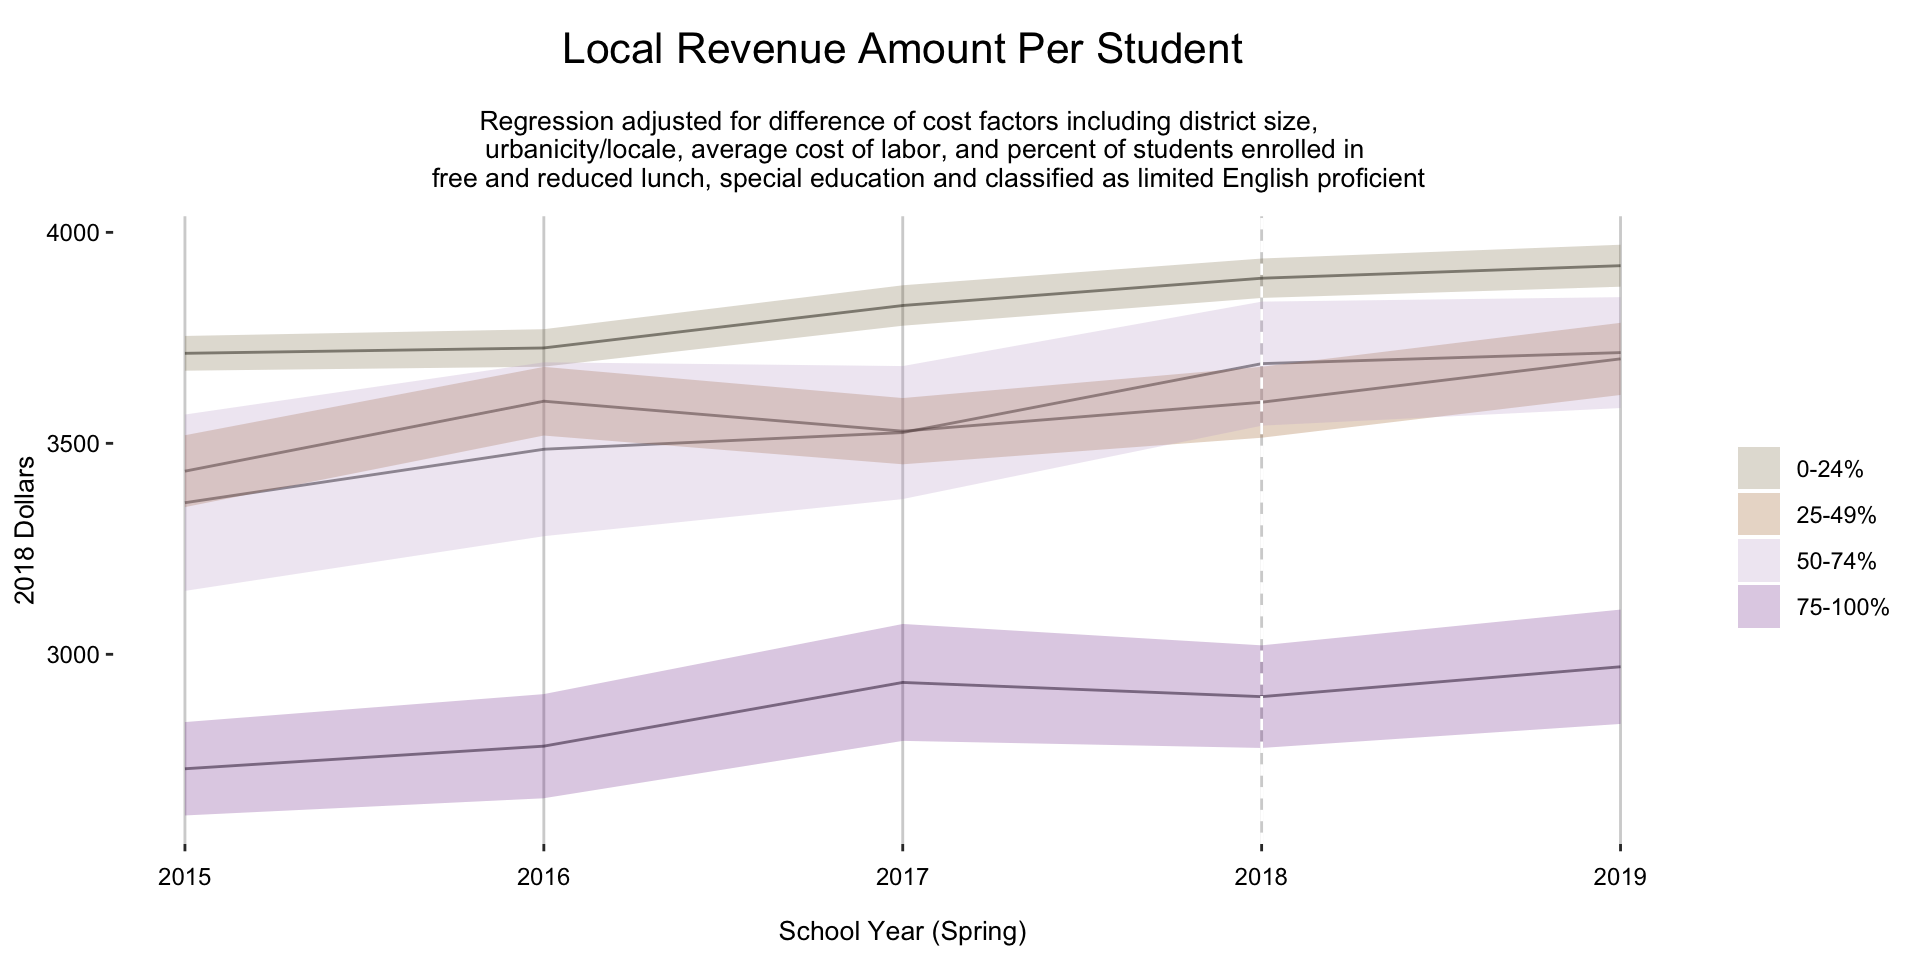 Local Revenue Amount Per Student
Regression adjusted for difference of cost factors including district size,
urbanicity/locale, average cost of labor, and percent of students enrolled in
free and reduced lunch, special education and classified as limited English proficient
4000
3500
3000
2018 Dollars
0-24%
25-49%
50-74%
75-100%
2015
2016
2017
2018
2019
School Year (Spring)